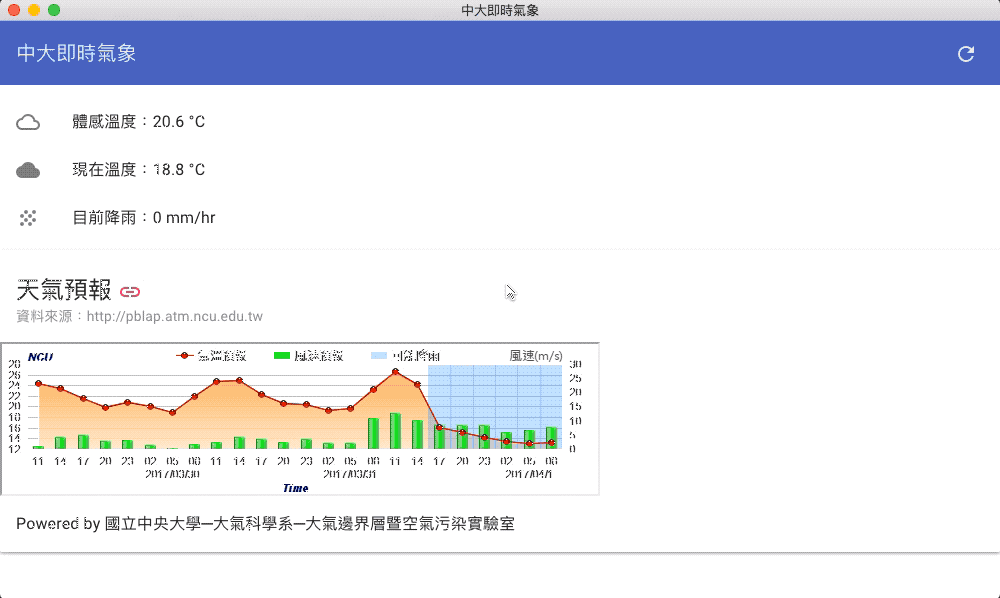 中大即時氣象
中大即時氣象
體感溫度：20.6 °C
現在溫度：18.8 °C
目前降雨：0 mm/hr
天氣預報
資料來源：http://pblap.atm.ncu.edu.tw
NCU 氣溫預報 風速預報 可能降雨 風速(m/s)
28 30
26 25
24
22 20
20 15
18
16 10
14 5
12 0
11 14 17 20 23 02 05 08 11 14 17 20 23 02 05 08 11 14 17 20 23 02 05 08
2017/03/30 2017/03/31 2017/04/1
Time
Powered by 國立中央大學─大氣科學系─大氣邊界層暨空氣污染實驗室